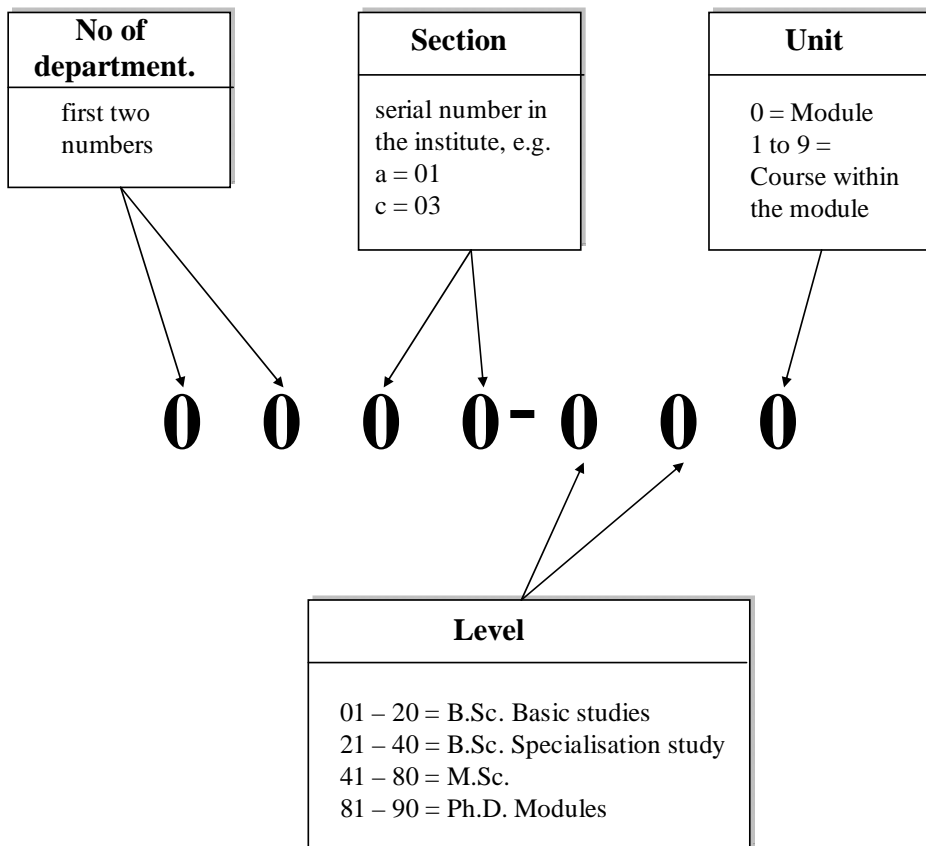 No of
department.
first two
numbers
Section
serial number in
the institute, e.g.
a = 01
c = 03
Unit
0 = Module
1 to 9 =
Course within
the module
0 0 0 0 - 0 0 0
Level
01 – 20 = B.Sc. Basic studies
21 – 40 = B.Sc. Specialisation study
41 – 80 = M.Sc.
81 – 90 = Ph.D. Modules